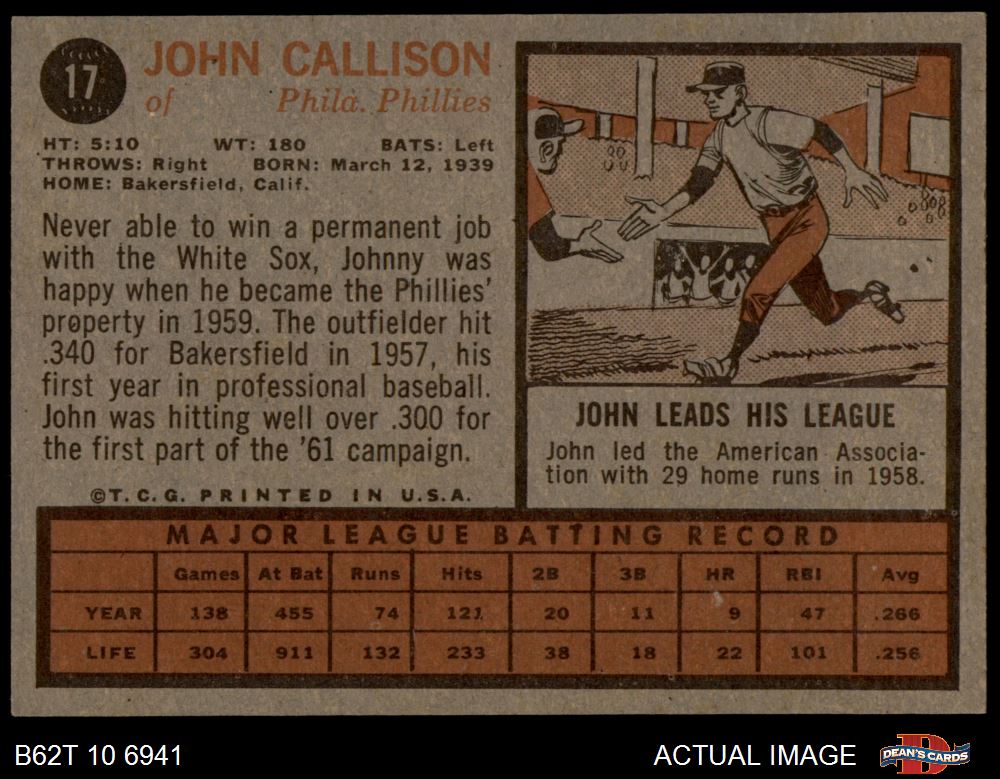 17
JOHN CALLISON
of Phila. Phillies
HT: 5:10 WT: 180 BATS: Left
THROWS: Right BORN: March 12, 1939
HOME: Bakersfield, Calif.
Never able to win a permanent job
with the White Sox, Johnny was
happy when he became the Phillies'
property in 1959. The outfielder hit
.340 for Bakersfield in 1957, his
first year in professional baseball.
John was hitting well over .300 for
the first part of the '61 campaign.
©T. C. G. PRINTED IN U.S.A.
JOHN LEADS HIS LEAGUE
John led the American Associa-
tion with 29 home runs in 1958.
MAJOR LEAGUE BATTING RECORD
Games At Bat Runs Hits 2B 3B HR RBI Avg
YEAR 138 455 74 121 20 11 9 47 .266
LIFE 304 911 132 233 38 18 22 101 .256
B62T 10 6941
ACTUAL IMAGE
D
DEAN'S CARDS